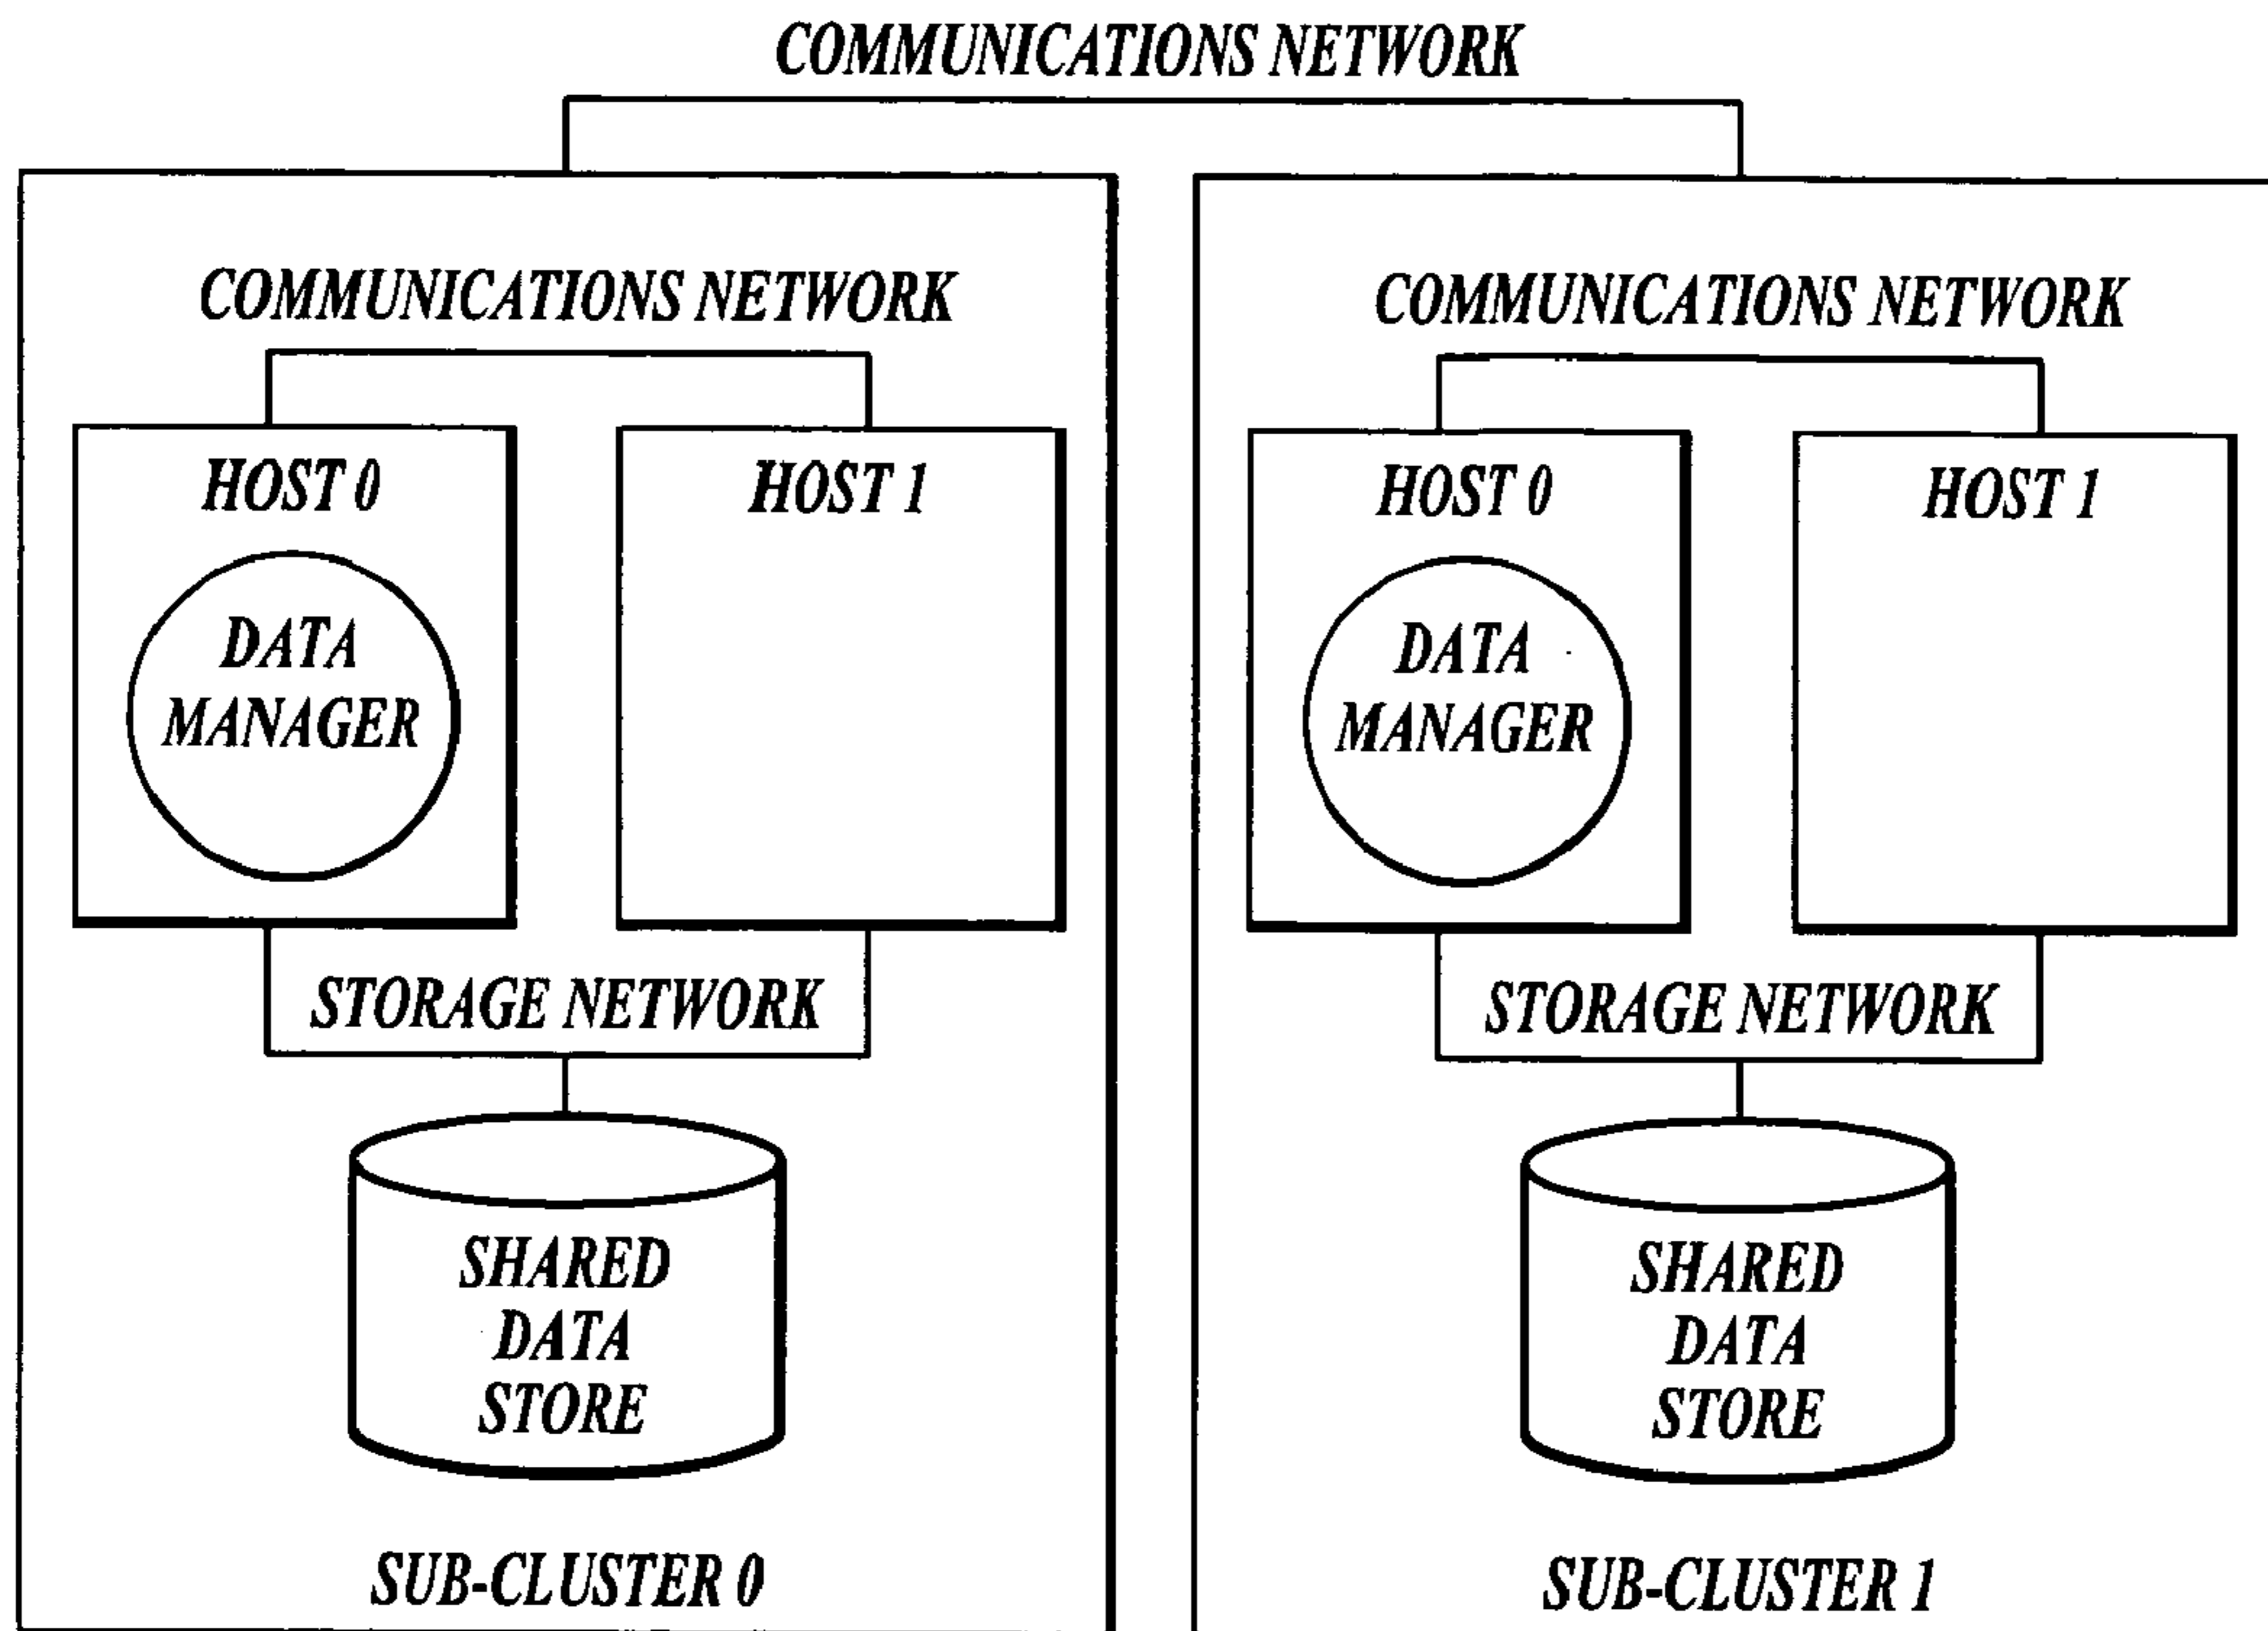 COMMUNICATIONS NETWORK
COMMUNICATIONS NETWORK
HOST 0
HOST 1
DATA
MANAGER
STORAGE NETWORK
SHARED
DATA
STORE
SUB-CLUSTER 0
COMMUNICATIONS NETWORK
HOST 0
HOST 1
DATA
MANAGER
STORAGE NETWORK
SHARED
DATA
STORE
SUB-CLUSTER 1